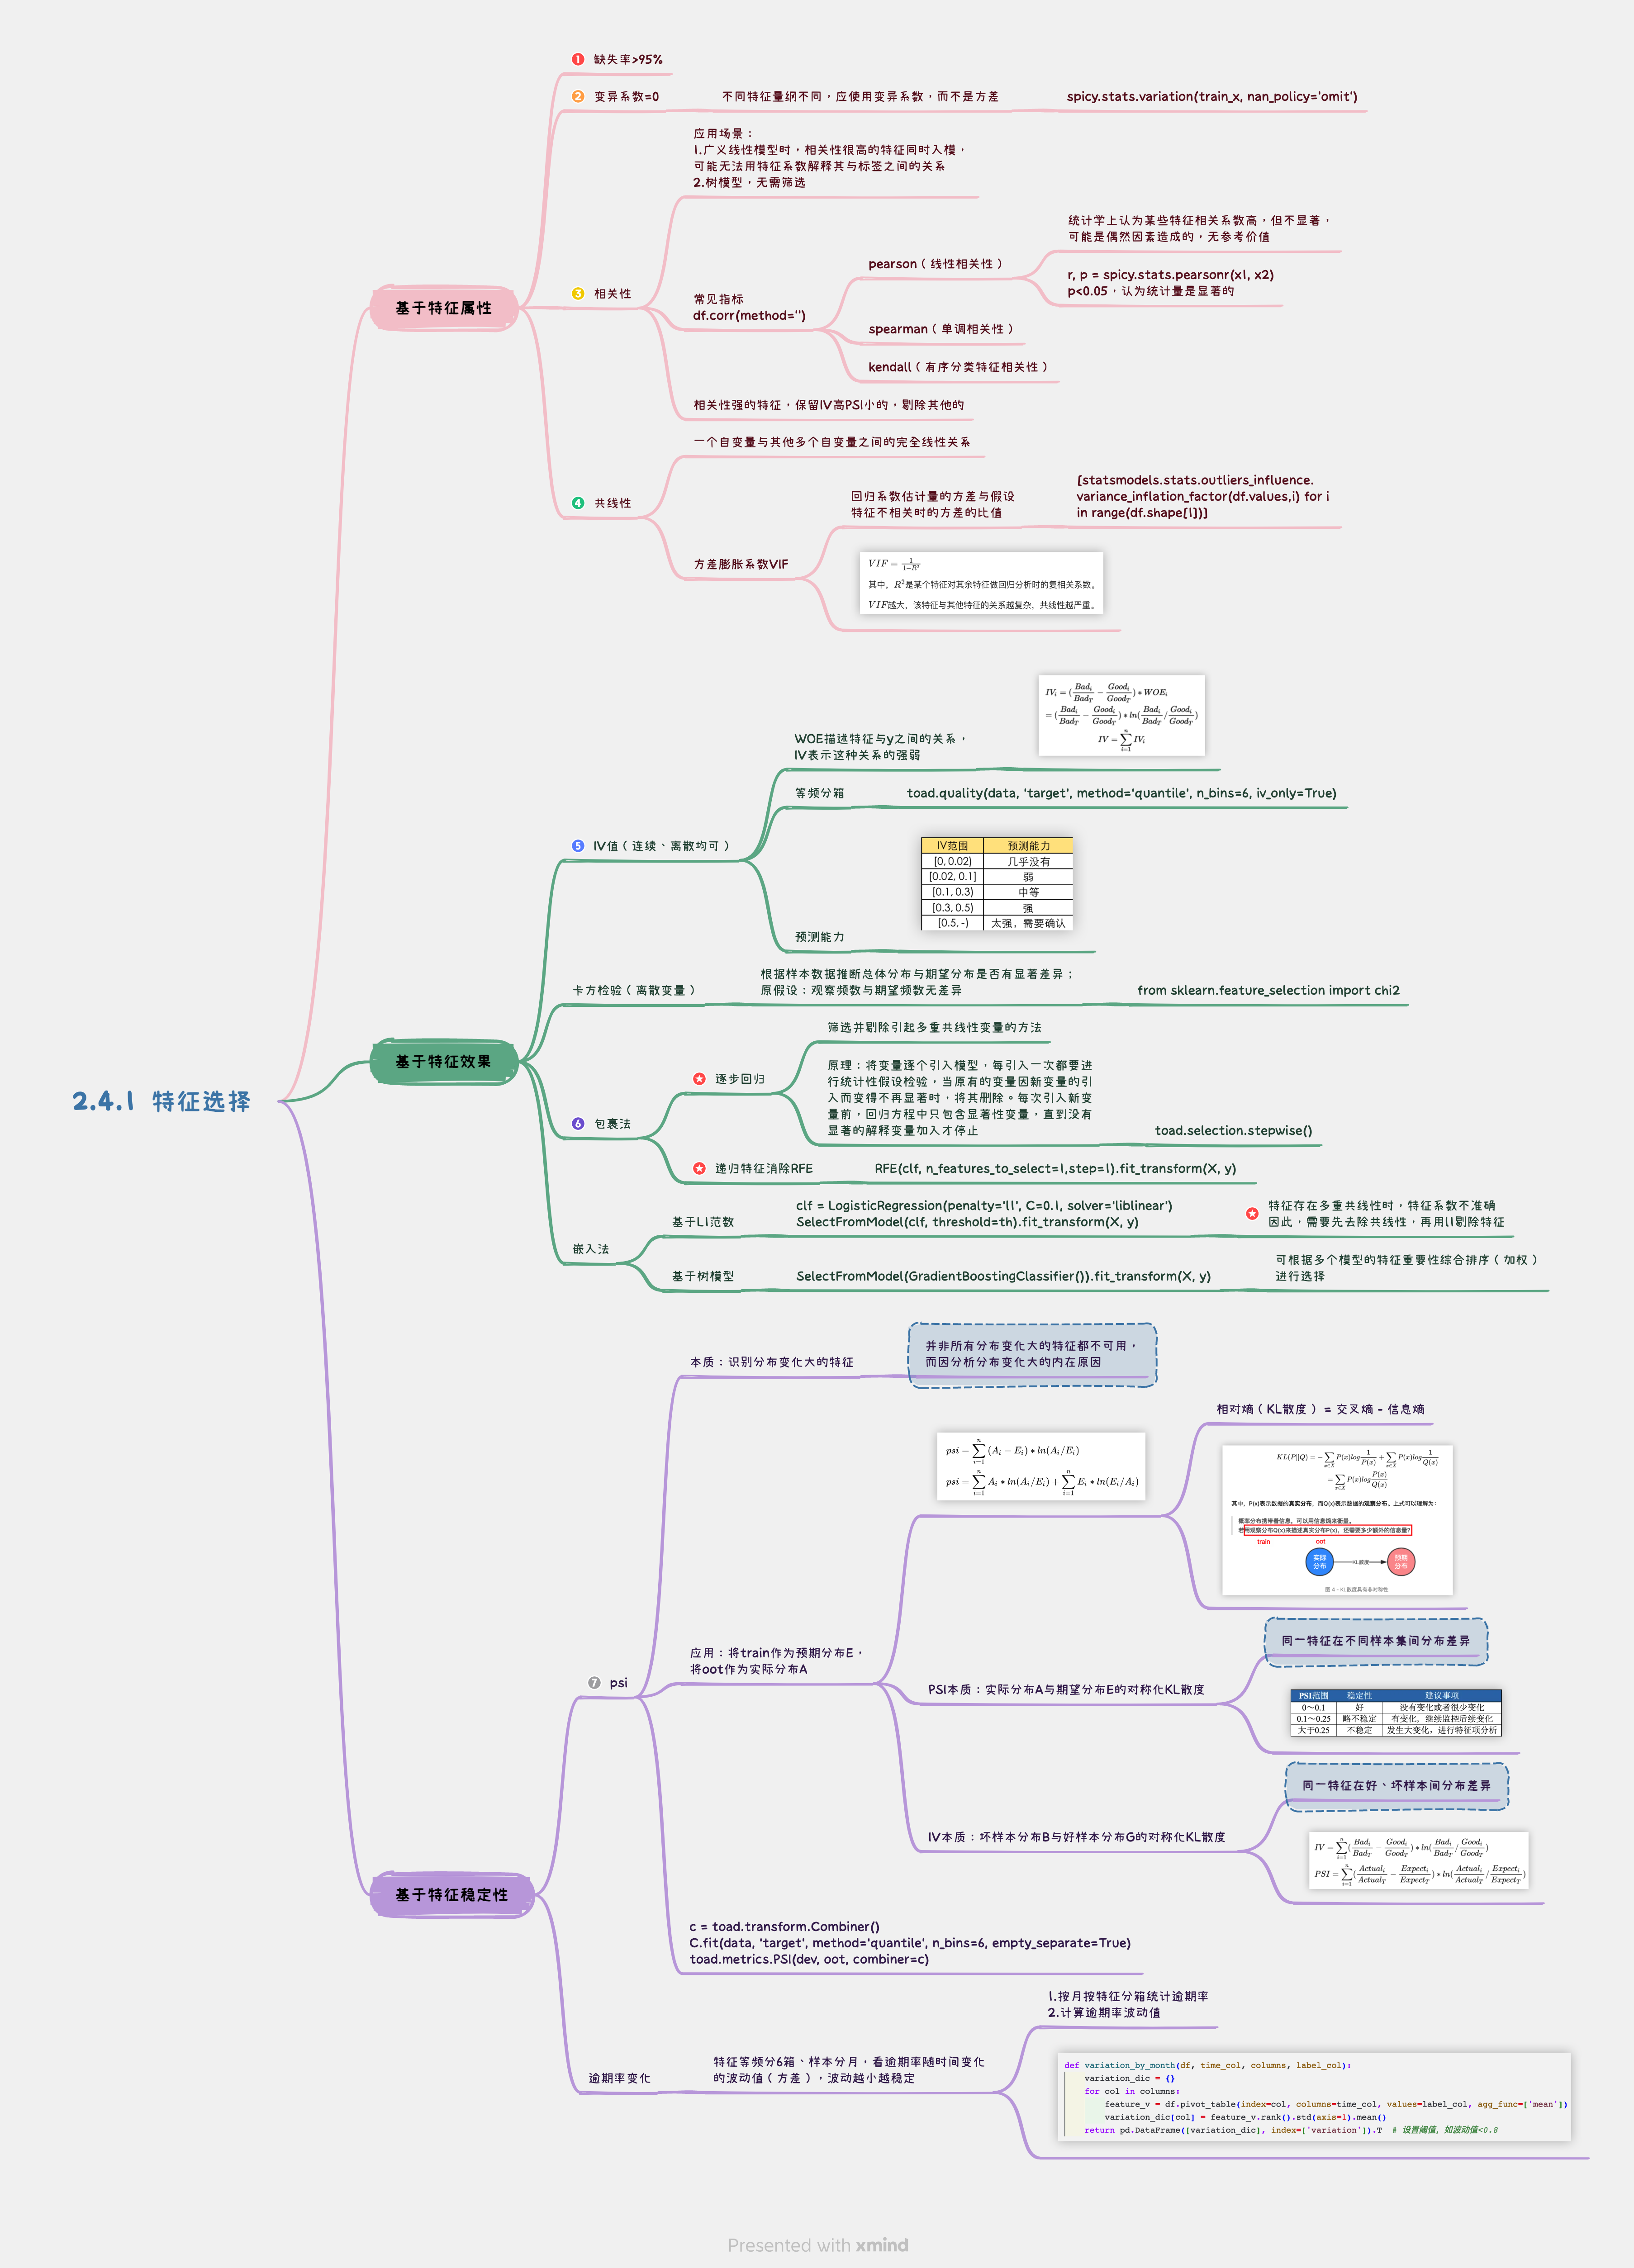 2.4.1 特征选择
基于特征属性
1 缺失率>95%
2 变异系数=0
不同特征量纲不同，应使用变异系数，而不是方差
spicy.stats.variation(train_x, nan_policy='omit')
3 相关性
应用场景：
1.广义线性模型时，相关性很高的特征同时入模，
可能无法用特征系数解释其与标签之间的关系
2.树模型，无需筛选
常见指标
df.corr(method='')
pearson（线性相关性）
统计学上认为某些特征相关系数高，但不显著，
可能是偶然因素造成的，无参考价值
r, p = spicy.stats.pearsonr(x1, x2)
p<0.05，认为统计量是显著的
spearman（单调相关性）
kendall（有序分类特征相关性）
相关性强的特征，保留IV高PSI小的，剔除其他的
4 共线性
一个自变量与其他多个自变量之间的完全线性关系
方差膨胀系数VIF
回归系数估计量的方差与假设
特征不相关时的方差的比值
[statsmodels.stats.outliers_influence.
variance_inflation_factor(df.values,i) for i
in range(df.shape[1])]
VIF = 1/(1−R²)
其中，R²是某个特征对其余特征做回归分析时的复相关系数。
VIF越大，该特征与其他特征的关系越复杂，共线性越严重。
基于特征效果
5 IV值（连续、离散均可）
WOE描述特征与y之间的关系，
IV表示这种关系的强弱
IV_i = (Bad_i/Bad_T − Good_i/Good_T) * WOE_i
= (Bad_i/Bad_T − Good_i/Good_T) * ln(Bad_i/Bad_T / Good_i/Good_T)
IV = ∑_{i=1}^{n} IV_i
等频分箱
toad.quality(data, 'target', method='quantile', n_bins=6, iv_only=True)
预测能力
IV范围 预测能力
[0, 0.02) 几乎没有
[0.02, 0.1] 弱
[0.1, 0.3) 中等
[0.3, 0.5) 强
[0.5, -) 太强，需要确认
卡方检验（离散变量）
根据样本数据推断总体分布与期望分布是否有显著差异；
原假设：观察频数与期望频数无差异
from sklearn.feature_selection import chi2
6 包裹法
逐步回归
筛选并剔除引起多重共线性变量的方法
原理：将变量逐个引入模型，每引入一次都要进
行统计性假设检验，当原有的变量因新变量的引
入而变得不再显著时，将其删除。每次引入新变
量前，回归方程中只包含显著性变量，直到没有
显著的解释变量加入才停止
toad.selection.stepwise()
递归特征消除RFE
RFE(clf, n_features_to_select=1,step=1).fit_transform(X, y)
嵌入法
基于L1范数
clf = LogisticRegression(penalty='l1', C=0.1, solver='liblinear')
SelectFromModel(clf, threshold=th).fit_transform(X, y)
特征存在多重共线性时，特征系数不准确
因此，需要先去除共线性，再用l1剔除特征
基于树模型
SelectFromModel(GradientBoostingClassifier()).fit_transform(X, y)
可根据多个模型的特征重要性综合排序（加权）
进行选择
基于特征稳定性
7 psi
本质：识别分布变化大的特征
并非所有分布变化大的特征都不可用，
而因分析分布变化大的内在原因
应用：将train作为预期分布E，
将oot作为实际分布A
psi = ∑_{i=1}^{n} (A_i − E_i) * ln(A_i/E_i)
psi = ∑_{i=1}^{n} A_i * ln(A_i/E_i) + ∑_{i=1}^{n} E_i * ln(E_i/A_i)
相对熵（KL散度）= 交叉熵 - 信息熵
KL(P||Q) = −∑_{x∈X} P(x)log 1/P(x) + ∑_{x∈X} P(x)log 1/Q(x)
= ∑_{x∈X} P(x)log P(x)/Q(x)
其中，P(x)表示数据的真实分布，而Q(x)表示数据的观察分布。上式可以理解为：
概率分布携带着信息，可以用信息熵来衡量。
若用观察分布Q(x)来描述真实分布P(x)，还需要多少额外的信息量?
train oot
实际
分布
KL散度
预期
分布
图 4 - KL散度具有非对称性
PSI本质：实际分布A与期望分布E的对称化KL散度
同一特征在不同样本集间分布差异
PSI范围 稳定性 建议事项
0～0.1 好 没有变化或者很少变化
0.1～0.25 略不稳定 有变化，继续监控后续变化
大于0.25 不稳定 发生大变化，进行特征项分析
IV本质：坏样本分布B与好样本分布G的对称化KL散度
同一特征在好、坏样本间分布差异
IV = ∑_{i=1}^{n} (Bad_i/Bad_T − Good_i/Good_T) * ln(Bad_i/Bad_T / Good_i/Good_T)
PSI = ∑_{i=1}^{n} (Actual_i/Actual_T − Expect_i/Expect_T) * ln(Actual_i/Actual_T / Expect_i/Expect_T)
c = toad.transform.Combiner()
C.fit(data, 'target', method='quantile', n_bins=6, empty_separate=True)
toad.metrics.PSI(dev, oot, combiner=c)
逾期率变化
特征等频分6箱、样本分月，看逾期率随时间变化
的波动值（方差），波动越小越稳定
1.按月按特征分箱统计逾期率
2.计算逾期率波动值
def variation_by_month(df, time_col, columns, label_col):
variation_dic = {}
for col in columns:
feature_v = df.pivot_table(index=col, columns=time_col, values=label_col, agg_func=['mean'])
variation_dic[col] = feature_v.rank().std(axis=1).mean()
return pd.DataFrame([variation_dic], index=['variation']).T # 设置阈值，如波动值<0.8
Presented with xmind